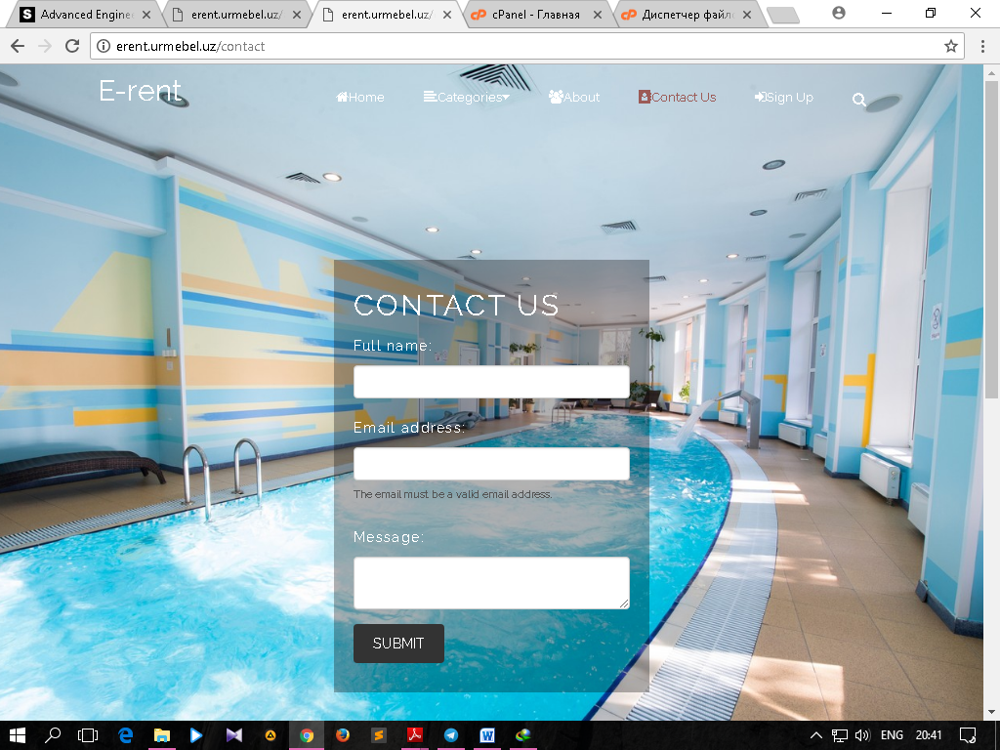 Advanced Engine
erent.urmebel.uz/
erent.urmebel.uz/
cPanel - Главная
Диспетчер файло
erent.urmebel.uz/contact
E-rent
Home
Categories
About
Contact Us
Sign Up
CONTACT US
Full name:
Email address:
The email must be a valid email address.
Message:
SUBMIT
ENG
20:41